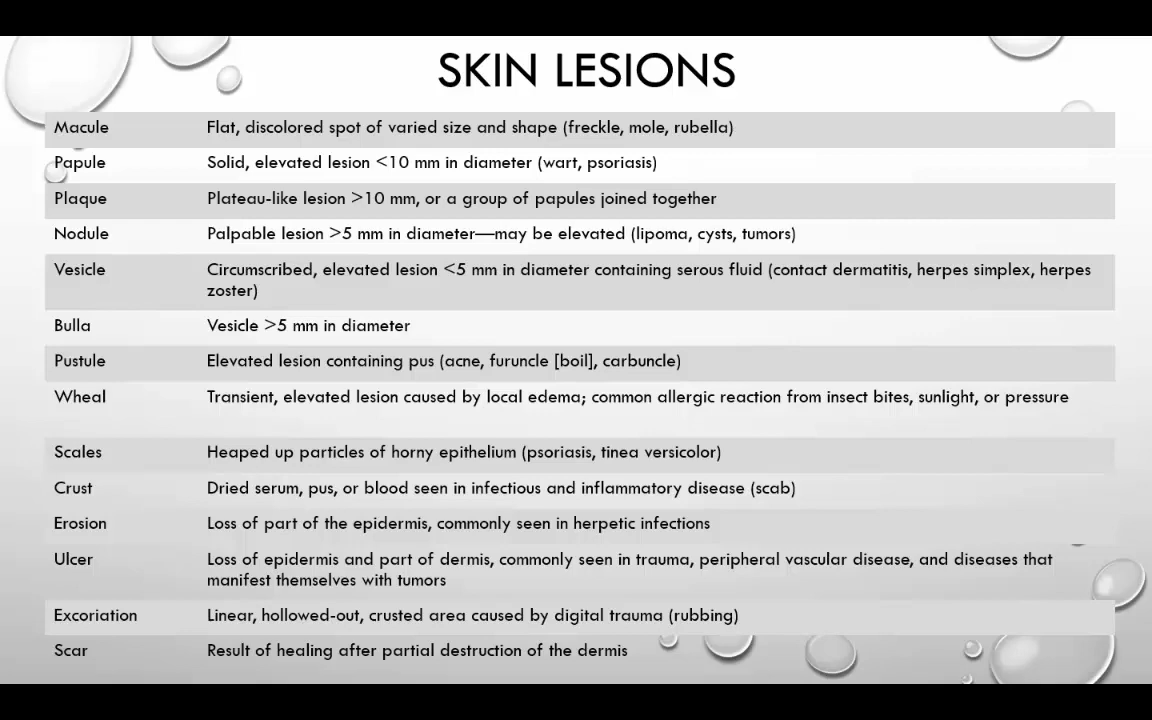 SKIN LESIONS
Macule Flat, discolored spot of varied size and shape (freckle, mole, rubella)
Papule Solid, elevated lesion <10 mm in diameter (wart, psoriasis)
Plaque Plateau-like lesion >10 mm, or a group of papules joined together
Nodule Palpable lesion >5 mm in diameter—may be elevated (lipoma, cysts, tumors)
Vesicle Circumscribed, elevated lesion <5 mm in diameter containing serous fluid (contact dermatitis, herpes simplex, herpes
zoster)
Bulla Vesicle >5 mm in diameter
Pustule Elevated lesion containing pus (acne, furuncle [boil], carbuncle)
Wheal Transient, elevated lesion caused by local edema; common allergic reaction from insect bites, sunlight, or pressure
Scales Heaped up particles of horny epithelium (psoriasis, tinea versicolor)
Crust Dried serum, pus, or blood seen in infectious and inflammatory disease (scab)
Erosion Loss of part of the epidermis, commonly seen in herpetic infections
Ulcer Loss of epidermis and part of dermis, commonly seen in trauma, peripheral vascular disease, and diseases that
manifest themselves with tumors
Excoriation Linear, hollowed-out, crusted area caused by digital trauma (rubbing)
Scar Result of healing after partial destruction of the dermis